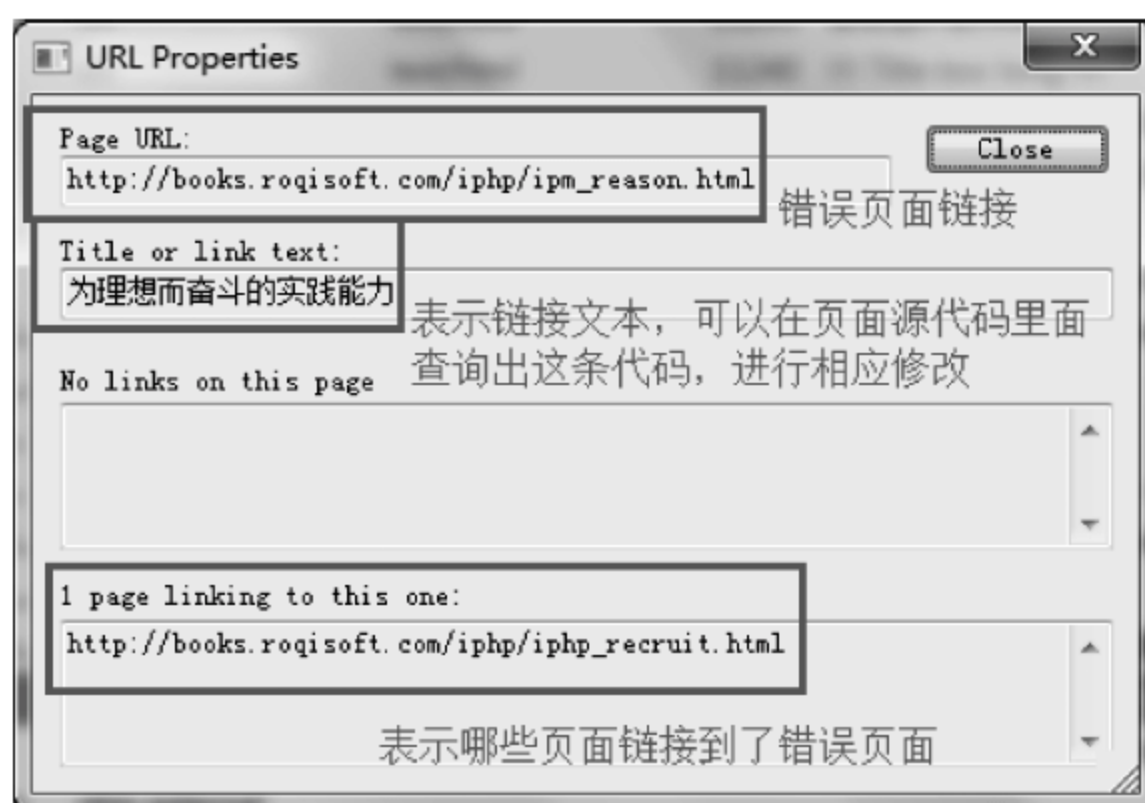 URL Properties
Page URL:
Close
http://books.roqisoft.com/iphp/ipm_reason.html
错误页面链接
Title or link text:
为理想而奋斗的实践能力
表示链接文本，可以在页面源代码里面
查询出这条代码，进行相应修改
No links on this page
1 page linking to this one:
http://books.roqisoft.com/iphp/iphp_recruit.html
表示哪些页面链接到了错误页面